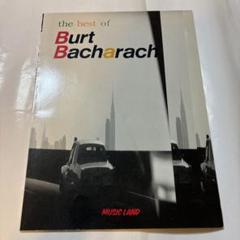 the best of
Burt
Bacharach
MUSIC LAND